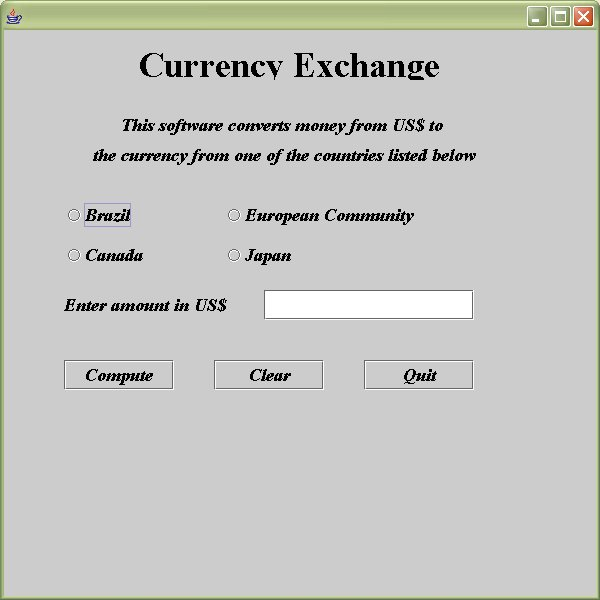 Currency Exchange
This software converts money from US$ to
the currency from one of the countries listed below
Brazil European Community
Canada Japan
Enter amount in US$
Compute Clear Quit